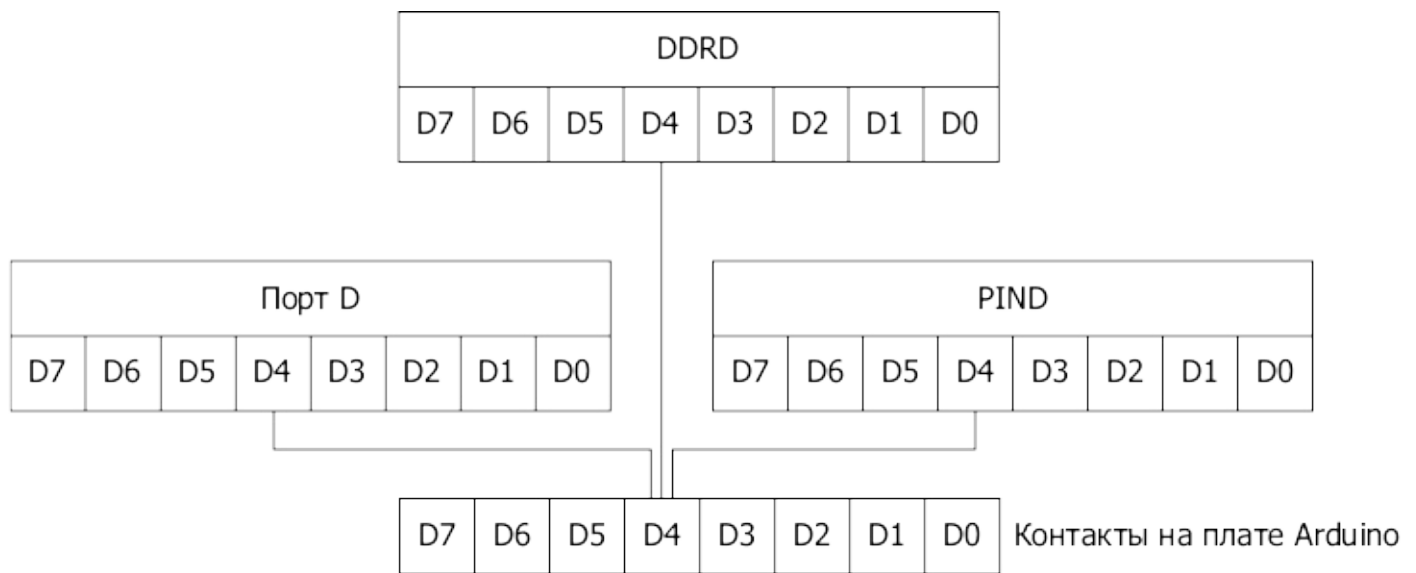 DDRD
D7 D6 D5 D4 D3 D2 D1 D0
Порт D
D7 D6 D5 D4 D3 D2 D1 D0
PIND
D7 D6 D5 D4 D3 D2 D1 D0
D7 D6 D5 D4 D3 D2 D1 D0 Контакты на плате Arduino